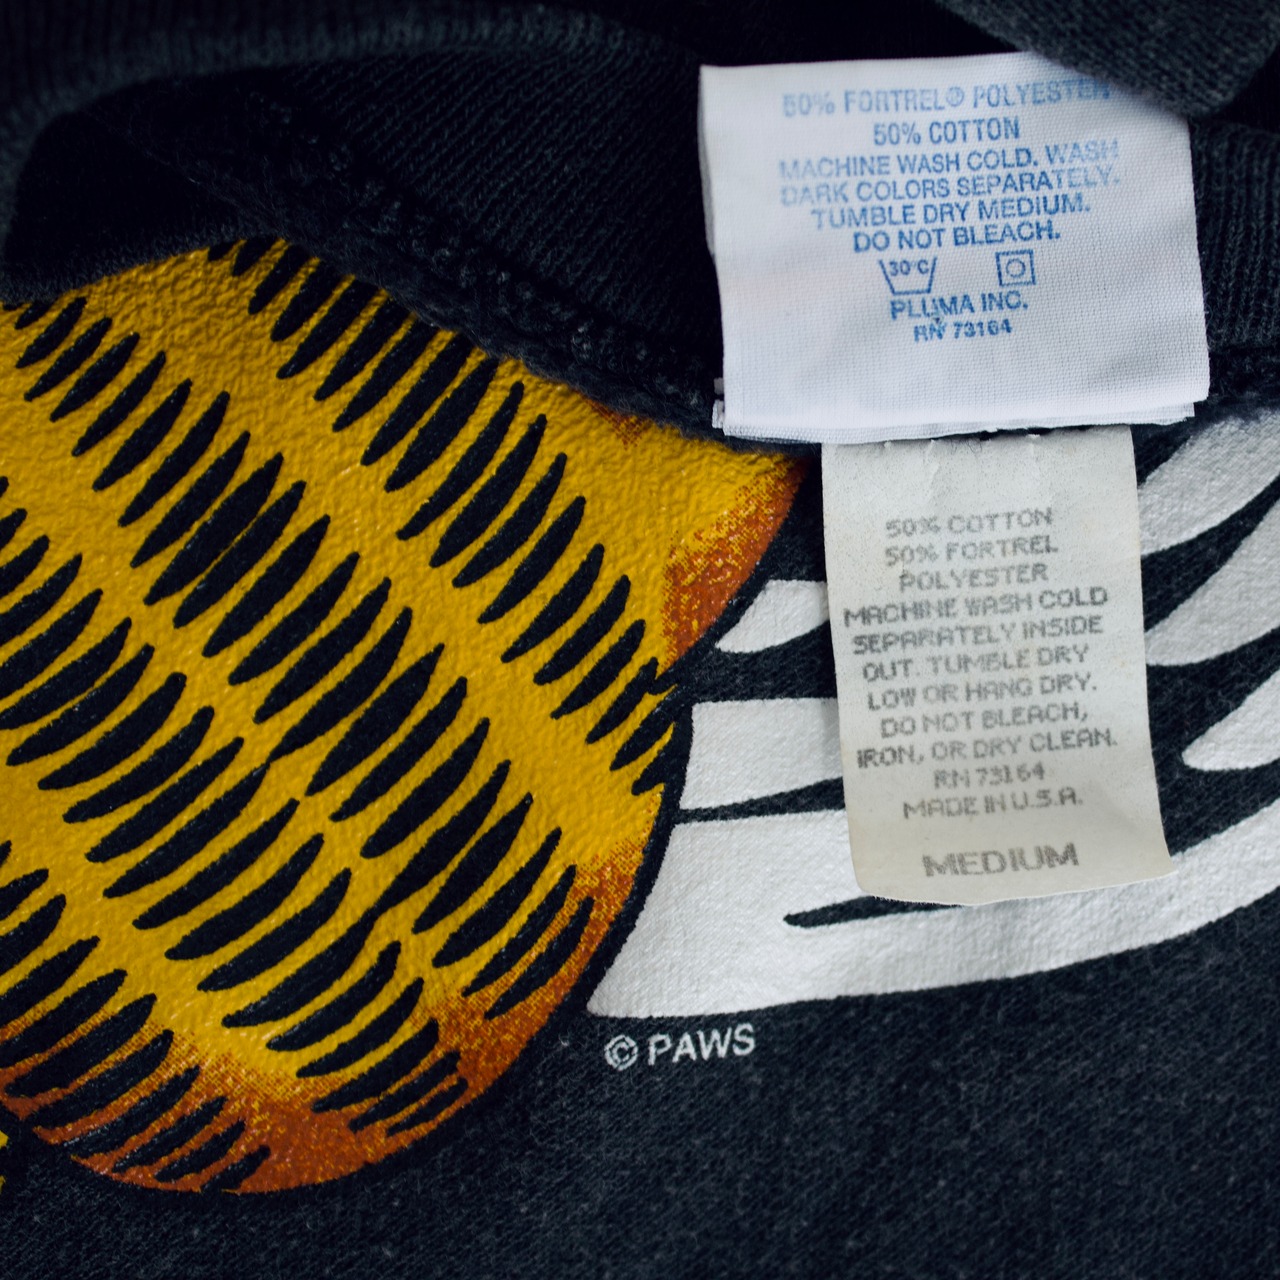 50% FORTREL® POLYESTER
50% COTTON
MACHINE WASH COLD. WASH
DARK COLORS SEPARATELY.
TUMBLE DRY MEDIUM.
DO NOT BLEACH.
30°C
PLUMA INC.
RN 73164
50% COTTON
50% FORTREL
POLYESTER
MACHINE WASH COLD
SEPARATELY INSIDE
OUT. TUMBLE DRY
LOW OR HANG DRY.
DO NOT BLEACH,
IRON, OR DRY CLEAN.
RN 73164
MADE IN U.S.A.
MEDIUM
© PAWS